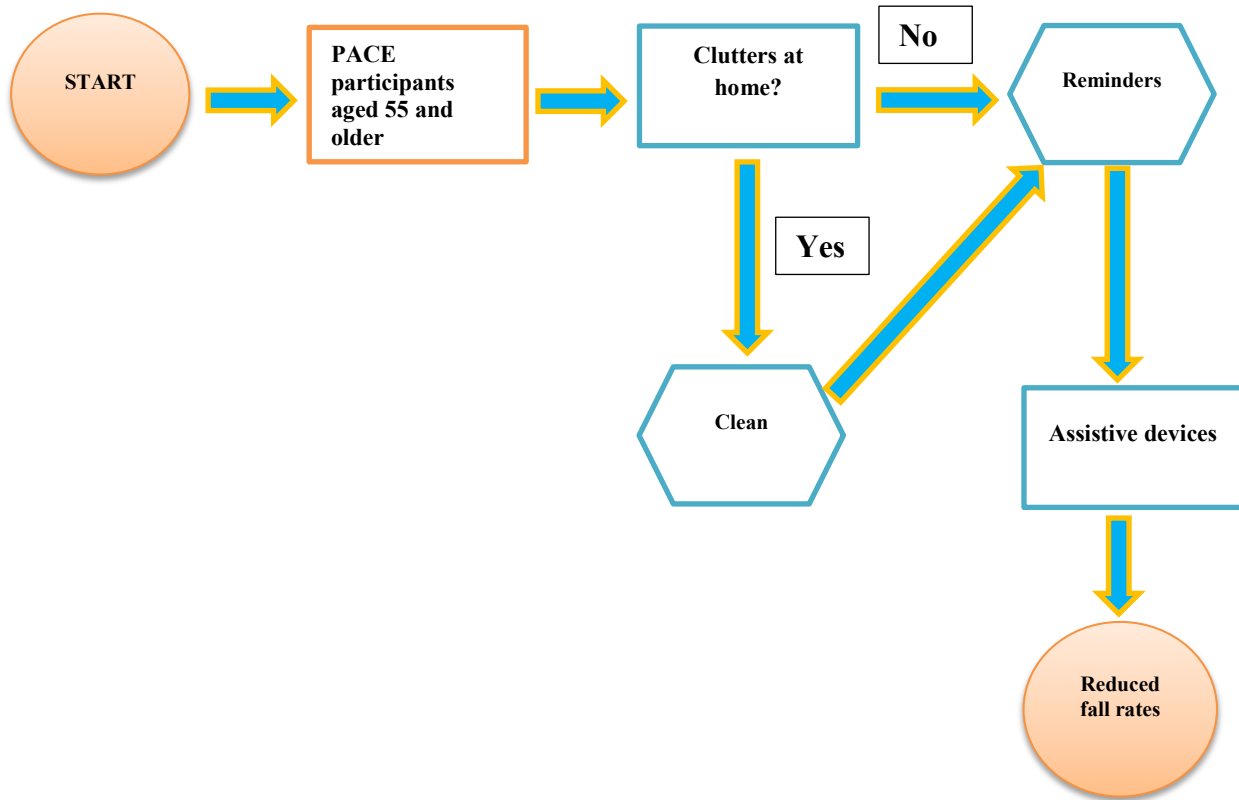 START
PACE
participants
aged 55 and
older
Clutters at
home?
No
Reminders
Yes
Clean
Assistive devices
Reduced
fall rates